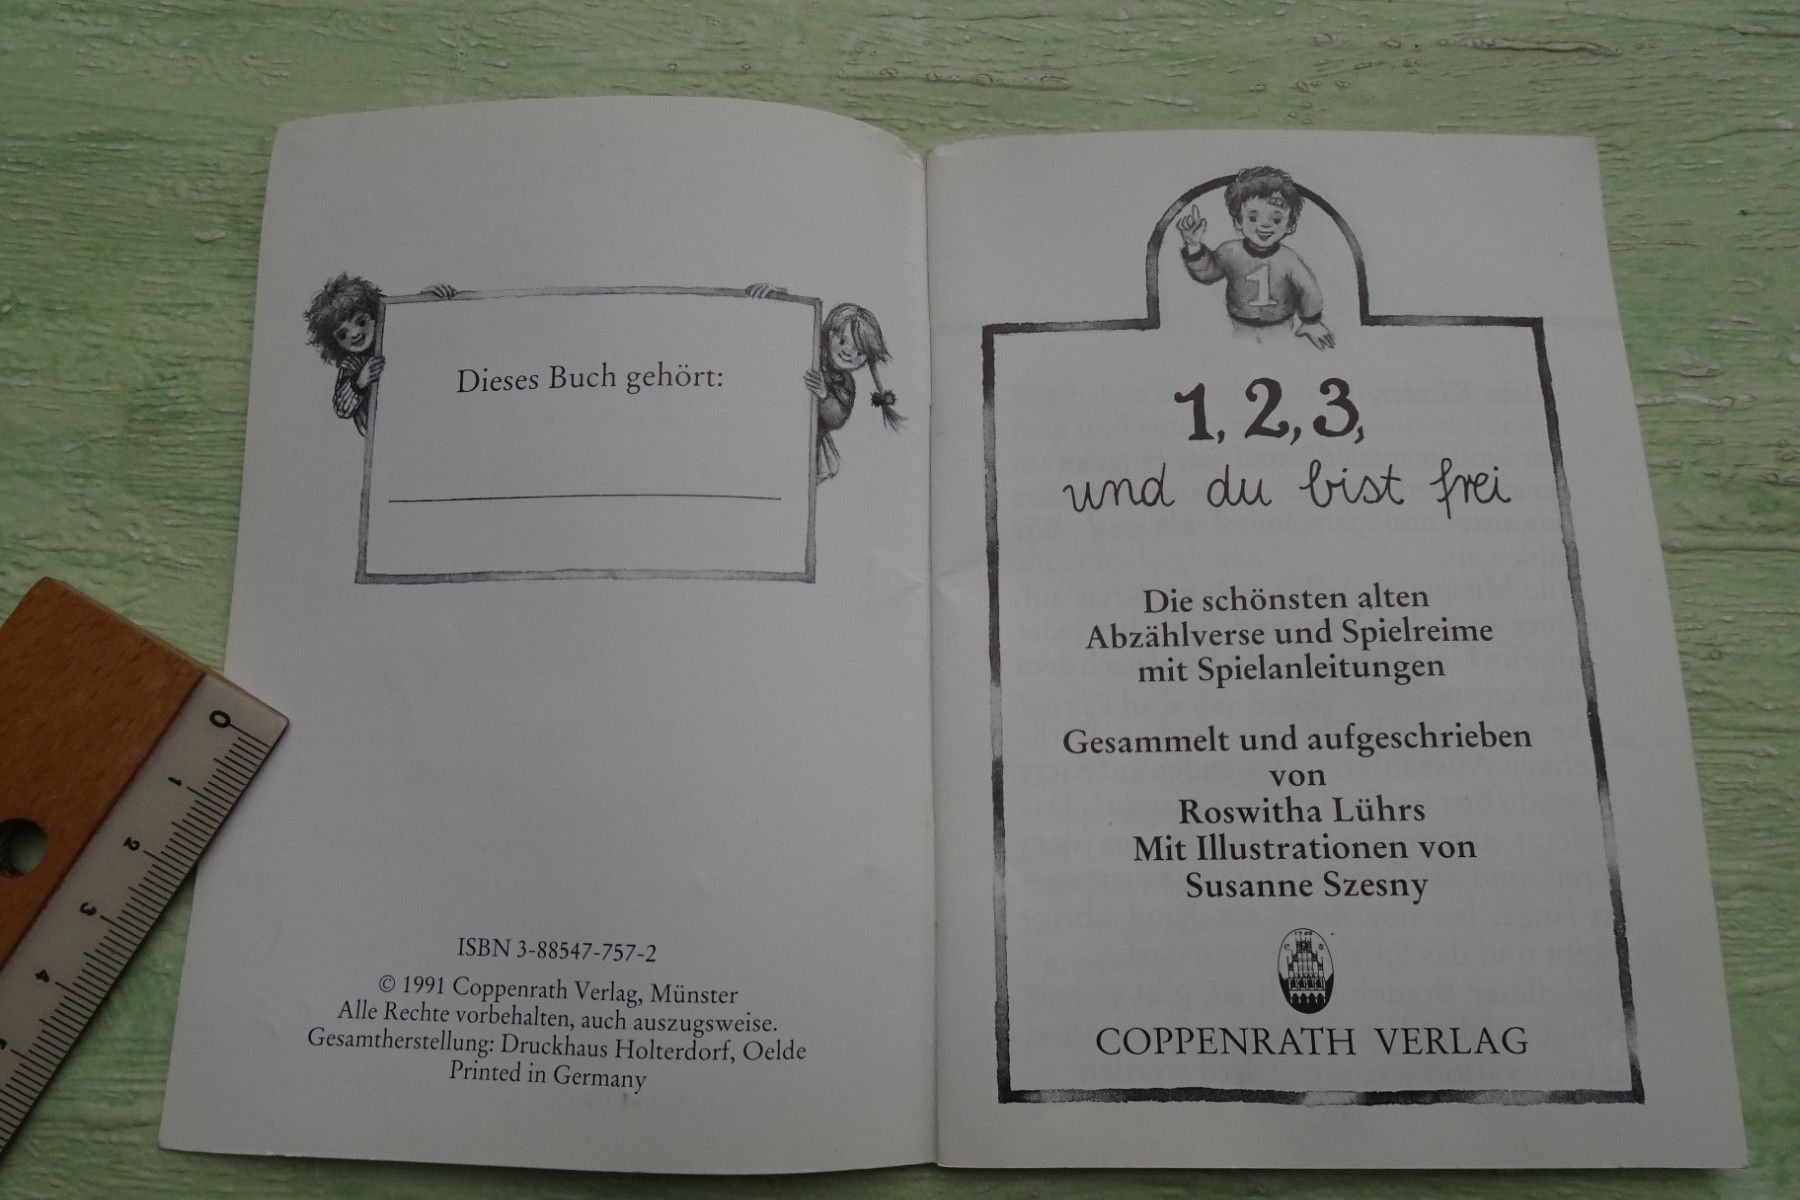 Dieses Buch gehört:
ISBN 3-88547-757-2
© 1991 Coppenrath Verlag, Münster
Alle Rechte vorbehalten, auch auszugsweise.
Gesamtherstellung: Druckhaus Holterdorf, Oelde
Printed in Germany
1
1, 2, 3,
und du bist frei
Die schönsten alten
Abzählverse und Spielreime
mit Spielanleitungen
Gesammelt und aufgeschrieben
von
Roswitha Lührs
Mit Illustrationen von
Susanne Szesny
COPPENRATH VERLAG
0
1
2
3
4
5